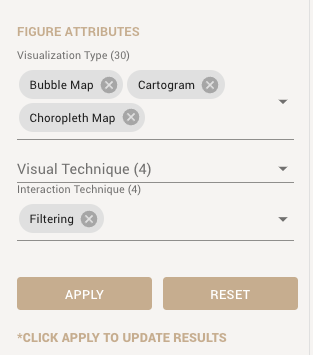 FIGURE ATTRIBUTES
Visualization Type (30)
Bubble Map Cartogram
Choropleth Map
Visual Technique (4)
Interaction Technique (4)
Filtering
APPLY RESET
*CLICK APPLY TO UPDATE RESULTS